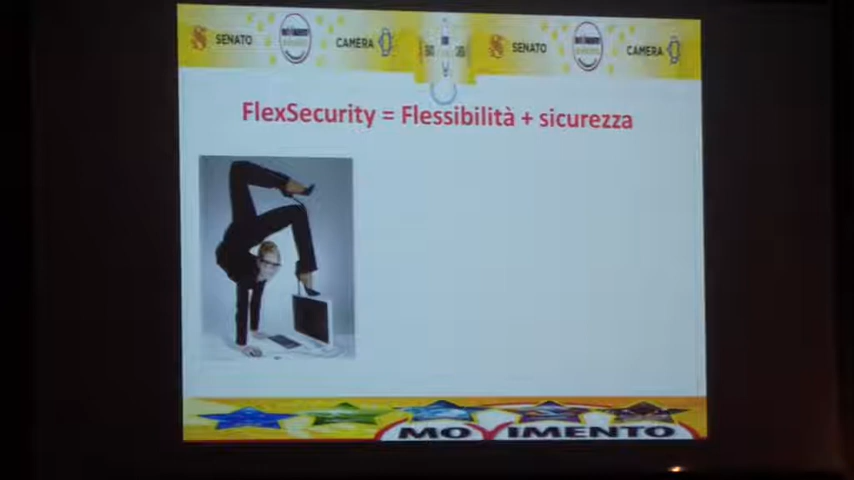 SENATO
CAMERA
SENATO
CAMERA
FlexSecurity = Flessibilità + sicurezza
MOVIMENTO